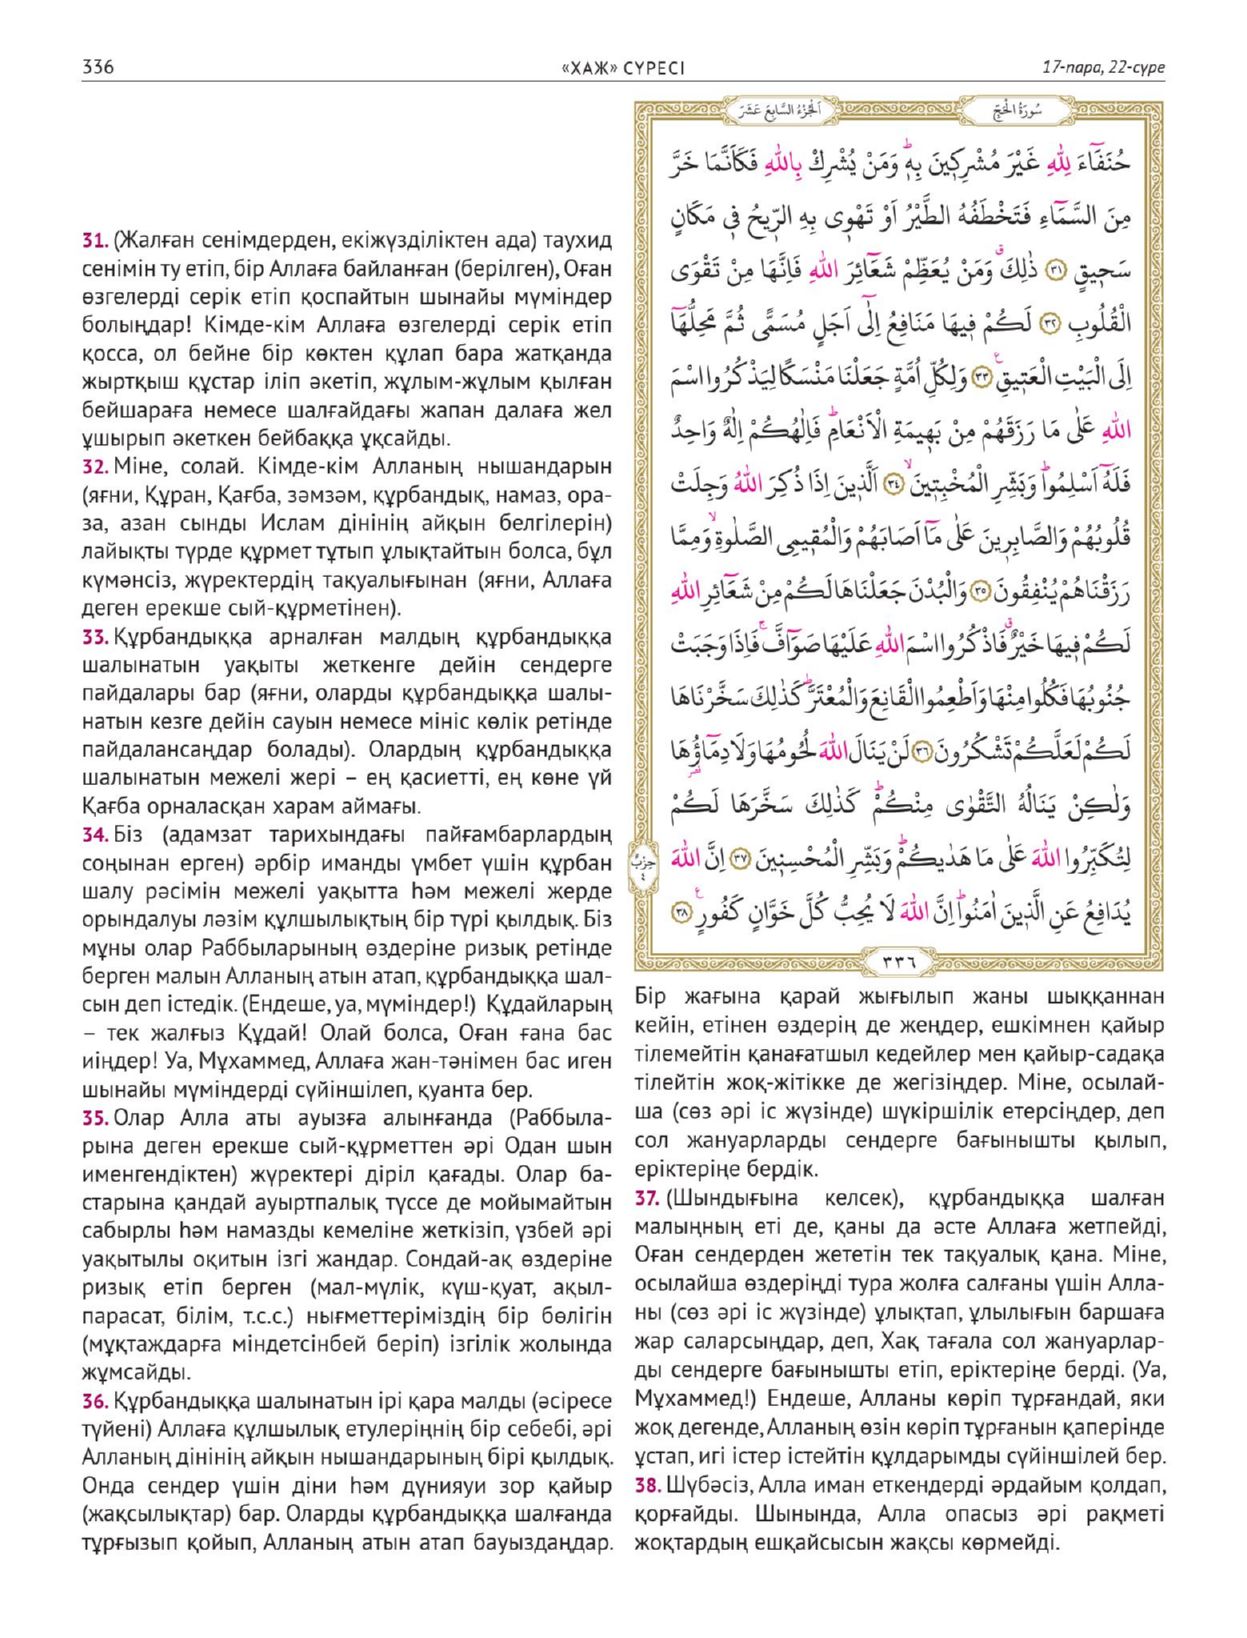 336
«ХАЖ» СҮРЕСІ
17-пара, 22-сүре
31. (Жалған сенімдерден, екіжүзділіктен ада) таухид
сенімін ту етіп, бір Аллаға байланған (берілген), Оған
өзгелерді серік етіп қоспайтын шынайы мүміндер
болыңдар! Кімде-кім Аллаға өзгелерді серік етіп
қосса, ол бейне бір көктен құлап бара жатқанда
жыртқыш құстар іліп әкетіп, жұлым-жұлым қылған
бейшараға немесе шалғайдағы жапан далаға жел
ұшырып әкеткен бейбаққа ұқсайды.
32. Міне, солай. Кімде-кім Алланың нышандарын
(яғни, Құран, Қағба, зәмзәм, құрбандық, намаз, ора-
за, азан сынды Ислам дінінің айқын белгілерін)
лайықты түрде құрмет тұтып ұлықтайтын болса, бұл
күмәнсіз, жүректердің тақуалығынан (яғни, Аллаға
деген ерекше сый-құрметінен).
33. Құрбандыққа арналған малдың құрбандыққа
шалынатын уақыты жеткенге дейін сендерге
пайдалары бар (яғни, оларды құрбандыққа шалы-
натын кезге дейін сауын немесе мініс көлік ретінде
пайдалансаңдар болады). Олардың құрбандыққа
шалынатын межелі жері – ең қасиетті, ең көне үй
Қағба орналасқан харам аймағы.
34. Біз (адамзат тарихындағы пайғамбарлардың
соңынан ерген) әрбір иманды үмбет үшін құрбан
шалу рәсімін межелі уақытта һәм межелі жерде
орындалуы ләзім құлшылықтың бір түрі қылдық. Біз
мұны олар Раббыларының өздеріне ризық ретінде
берген малын Алланың атын атап, құрбандыққа шал-
сын деп істедік. (Ендеше, уа, мүміндер!) Құдайларың
– тек жалғыз Құдай! Олай болса, Оған ғана бас
иіңдер! Уа, Мұхаммед, Аллаға жан-тәнімен бас иген
шынайы мүміндерді сүйіншілеп, қуанта бер.
35. Олар Алла аты ауызға алынғанда (Раббыла-
рына деген ерекше сый-құрметтен әрі Одан шын
именгендіктен) жүректері діріл қағады. Олар ба-
старына қандай ауыртпалық түссе де мойымайтын
сабырлы һәм намазды кемеліне жеткізіп, үзбей әрі
уақытылы оқитын ізгі жандар. Сондай-ақ өздеріне
ризық етіп берген (мал-мүлік, күш-қуат, ақыл-
парасат, білім, т.с.с.) нығметтеріміздің бір бөлігін
(мұқтаждарға міндетсінбей беріп) ізгілік жолында
жұмсайды.
36. Құрбандыққа шалынатын ірі қара малды (әсіресе
түйені) Аллаға құлшылық етулеріңнің бір себебі, әрі
Алланың дінінің айқын нышандарының бірі қылдық.
Онда сендер үшін діни һәм дүнияуи зор қайыр
(жақсылықтар) бар. Оларды құрбандыққа шалғанда
тұрғызып қойып, Алланың атын атап бауыздаңдар.
سُورَةُ الْحَجِّ
اَلْجُزْءُ السَّابِعَ عَشَرَ
حُنَفَٓاءَ لِلّٰهِ غَيْرَ مُشْرِك۪ينَ بِه۪ۜ وَمَنْ يُشْرِكْ بِاللّٰهِ فَكَاَنَّمَا خَرَّ
مِنَ السَّمَٓاءِ فَتَخْطَفُهُ الطَّيْرُ اَوْ تَهْو۪ى بِهِ الرّ۪يحُ ف۪ى مَكَانٍ
سَح۪يقٍ ﴿٣١﴾ ذٰلِكَۗ وَمَنْ يُعَظِّمْ شَعَٓائِرَ اللّٰهِ فَاِنَّهَا مِنْ تَقْوَى
الْقُلُوبِ ﴿٣٢﴾ لَكُمْ ف۪يهَا مَنَافِعُ اِلٰٓى اَجَلٍ مُسَمًّى ثُمَّ مَحِلُّهَٓا
اِلَى الْبَيْتِ الْعَت۪يقِ۟ ﴿٣٣﴾ وَلِكُلِّ اُمَّةٍ جَعَلْنَا مَنْسَكًا لِيَذْكُرُوا اسْمَ
اللّٰهِ عَلٰى مَا رَزَقَهُمْ مِنْ بَه۪يمَةِ الْاَنْعَامِۜ فَاِلٰهُكُمْ اِلٰهٌ وَاحِدٌ
فَلَهُٓ اَسْلِمُواۜ وَبَشِّرِ الْمُخْبِت۪ينَۙ ﴿٣٤﴾ اَلَّذ۪ينَ اِذَا ذُكِرَ اللّٰهُ وَجِلَتْ
قُلُوبُهُمْ وَالصَّابِر۪ينَ عَلٰى مَٓا اَصَابَهُمْ وَالْمُق۪يمِى الصَّلٰوةِۙ وَمِمَّا
رَزَقْنَاهُمْ يُنْفِقُونَ ﴿٣٥﴾ وَالْبُدْنَ جَعَلْنَاهَا لَكُمْ مِنْ شَعَٓائِرِ اللّٰهِ
لَكُمْ ف۪يهَا خَيْرٌۗ فَاذْكُرُوا اسْمَ اللّٰهِ عَلَيْهَا صَوَٓافَّۚ فَاِذَا وَجَبَتْ
جُنُوبُهَا فَكُلُوا مِنْهَا وَاَطْعِمُوا الْقَانِعَ وَالْمُعْتَرَّۜ كَذٰلِكَ سَخَّرْنَاهَا
لَكُمْ لَعَلَّكُمْ تَشْكُرُونَ ﴿٣٦﴾ لَنْ يَنَالَ اللّٰهَ لُحُومُهَا وَلَا دِمَٓاؤُ۬هَا
وَلٰكِنْ يَنَالُهُ التَّقْوٰى مِنْكُمْۜ كَذٰلِكَ سَخَّرَهَا لَكُمْ
لِتُكَبِّرُوا اللّٰهَ عَلٰى مَا هَدٰيكُمْۜ وَبَشِّرِ الْمُحْسِن۪ينَ ﴿٣٧﴾ اِنَّ اللّٰهَ
يُدَافِعُ عَنِ الَّذ۪ينَ اٰمَنُواۜ اِنَّ اللّٰهَ لَا يُحِبُّ كُلَّ خَوَّانٍ كَفُورٍ۟ ﴿٣٨﴾
حِزْبٌ
٤
٣٣٦
Бір жағына қарай жығылып жаны шыққаннан
кейін, етінен өздерің де жеңдер, ешкімнен қайыр
тілемейтін қанағатшыл кедейлер мен қайыр-садақа
тілейтін жоқ-жітікке де жегізіңдер. Міне, осылай-
ша (сөз әрі іс жүзінде) шүкіршілік етерсіңдер, деп
сол жануарларды сендерге бағынышты қылып,
еріктеріңе бердік.
37. (Шындығына келсек), құрбандыққа шалған
малыңның еті де, қаны да әсте Аллаға жетпейді,
Оған сендерден жететін тек тақуалық қана. Міне,
осылайша өздеріңді тура жолға салғаны үшін Алла-
ны (сөз әрі іс жүзінде) ұлықтап, ұлылығын баршаға
жар саларсыңдар, деп, Хақ тағала сол жануарлар-
ды сендерге бағынышты етіп, еріктеріңе берді. (Уа,
Мұхаммед!) Ендеше, Алланы көріп тұрғандай, яки
жоқ дегенде, Алланың өзін көріп тұрғанын қаперінде
ұстап, игі істер істейтін құлдарымды сүйіншілей бер.
38. Шүбәсіз, Алла иман еткендерді әрдайым қолдап,
қорғайды. Шынында, Алла опасыз әрі рақметі
жоқтардың ешқайсысын жақсы көрмейді.